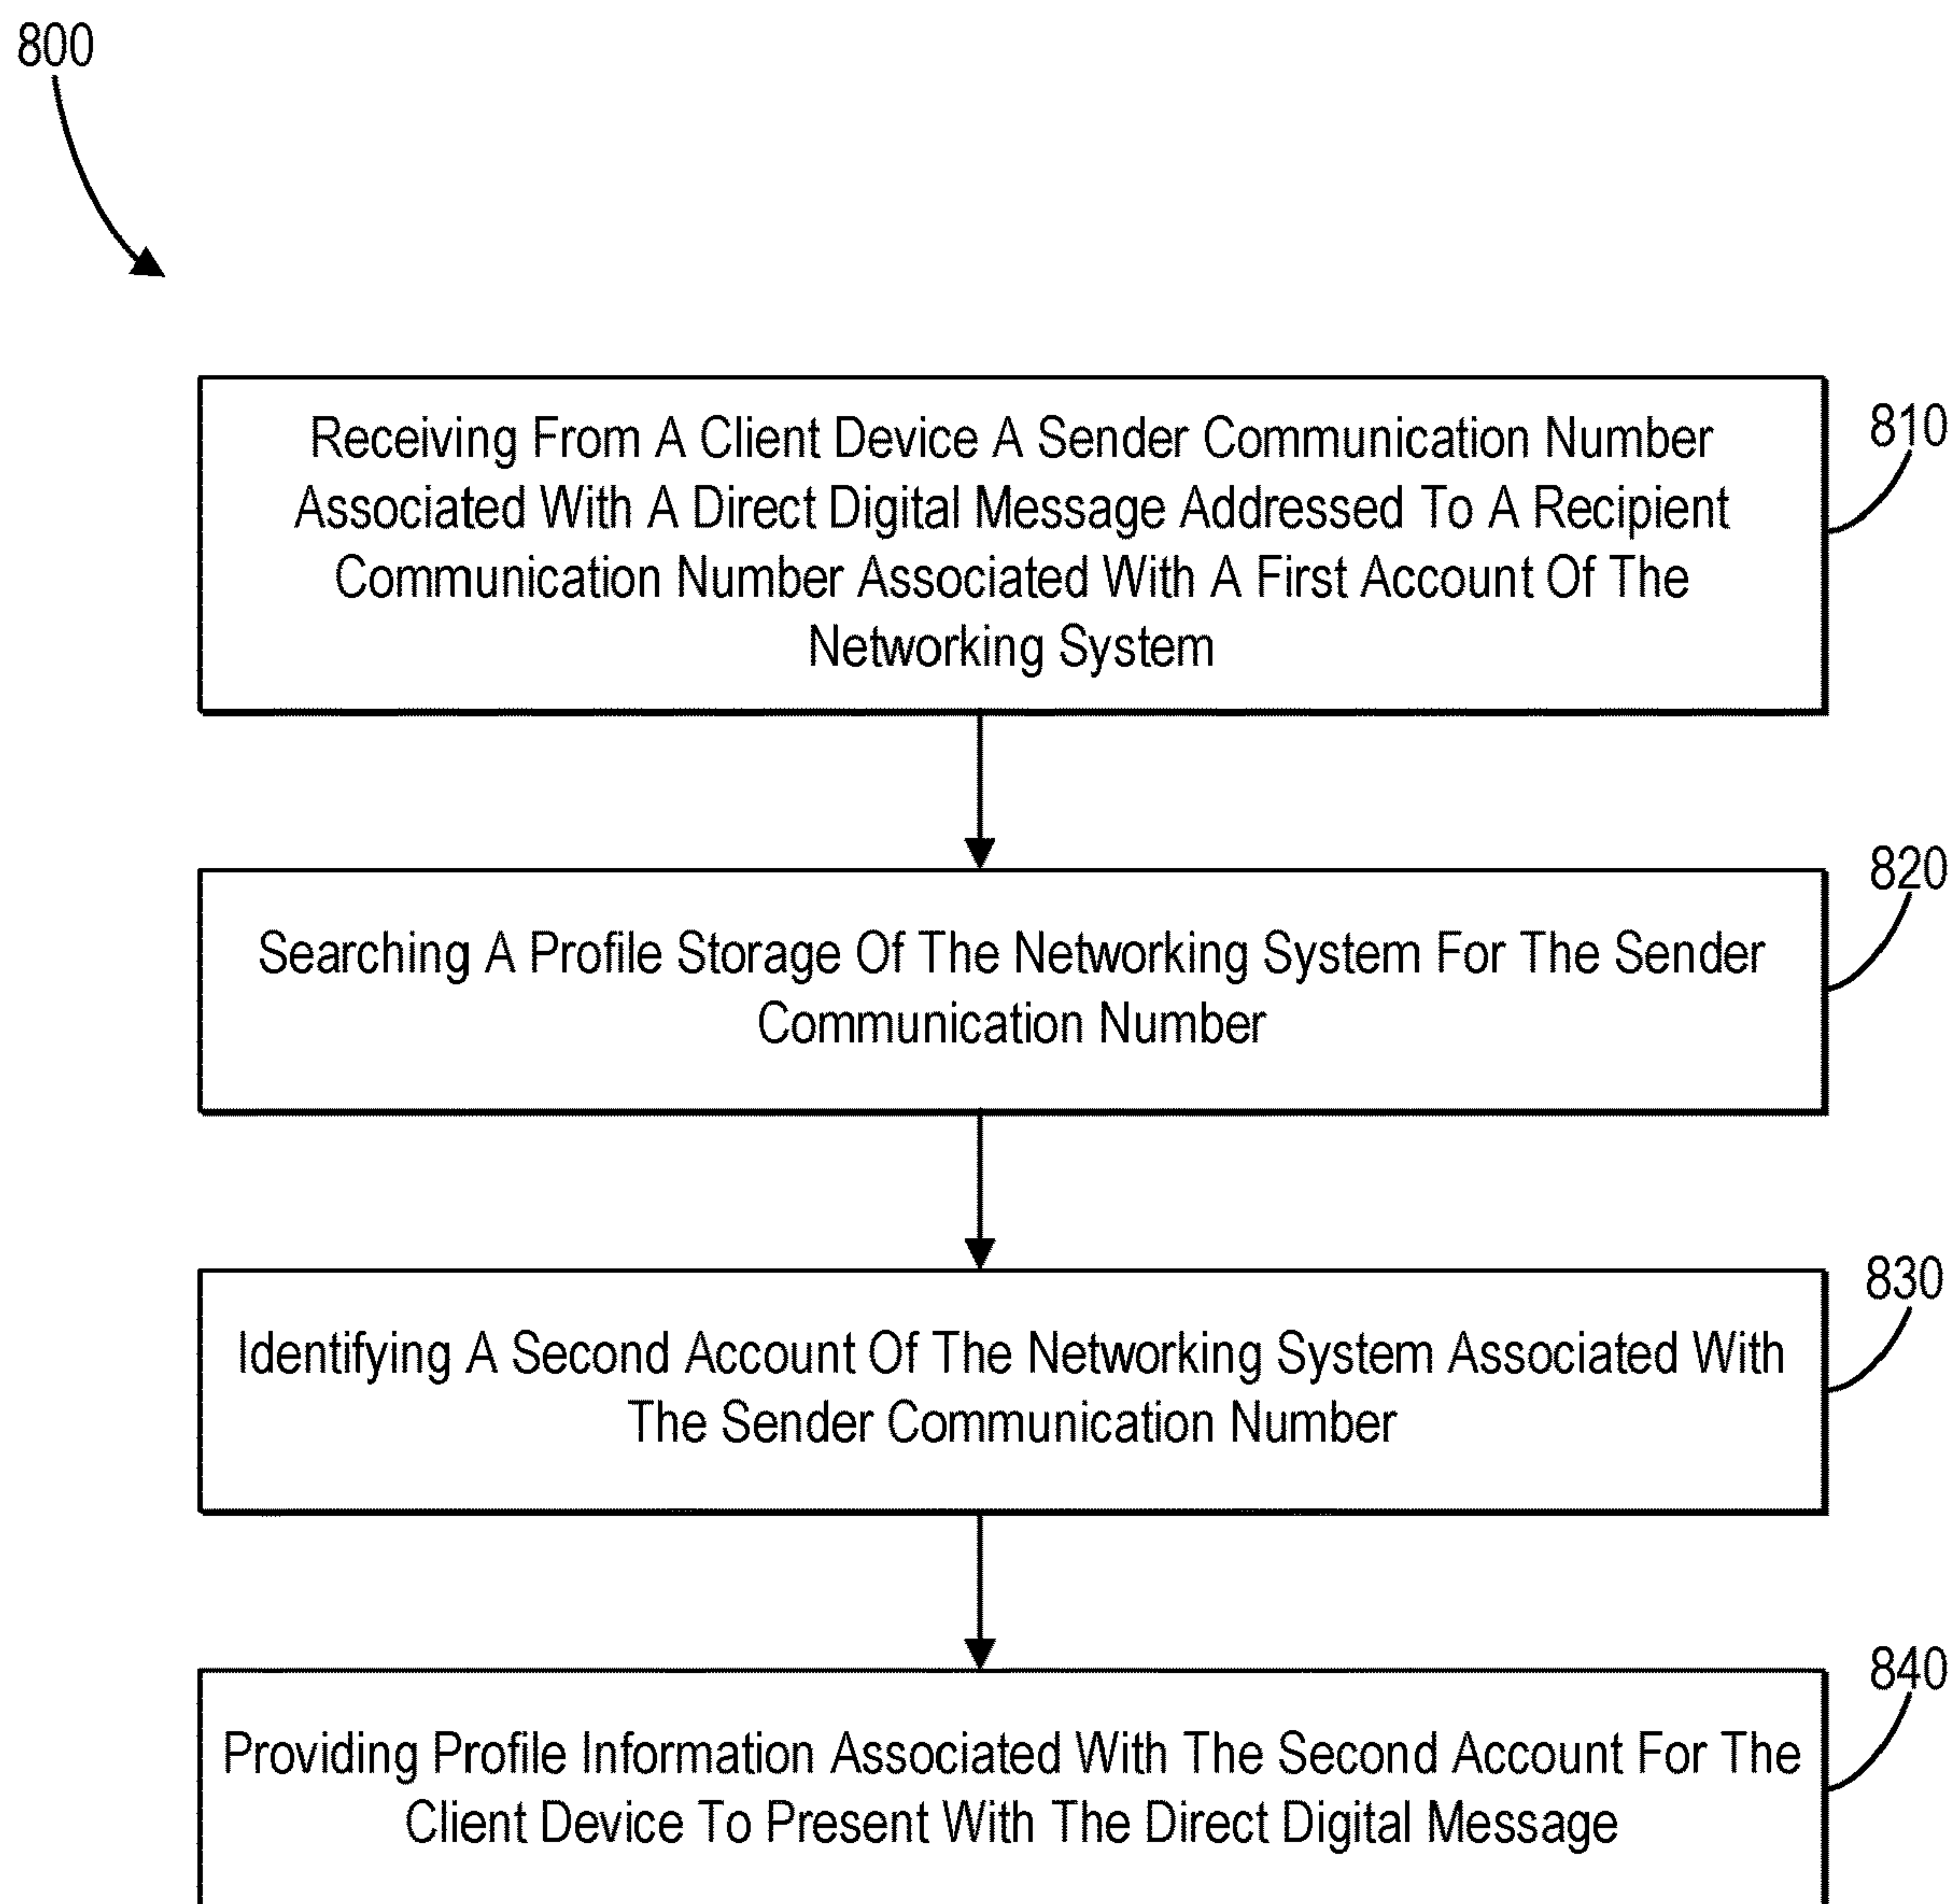 800
Receiving From A Client Device A Sender Communication Number
810
Associated With A Direct Digital Message Addressed To A Recipient
Communication Number Associated With A First Account Of The
Networking System
820
Searching A Profile Storage Of The Networking System For The Sender
Communication Number
830
Identifying A Second Account Of The Networking System Associated With
The Sender Communication Number
840
Providing Profile Information Associated With The Second Account For The
Client Device To Present With The Direct Digital Message